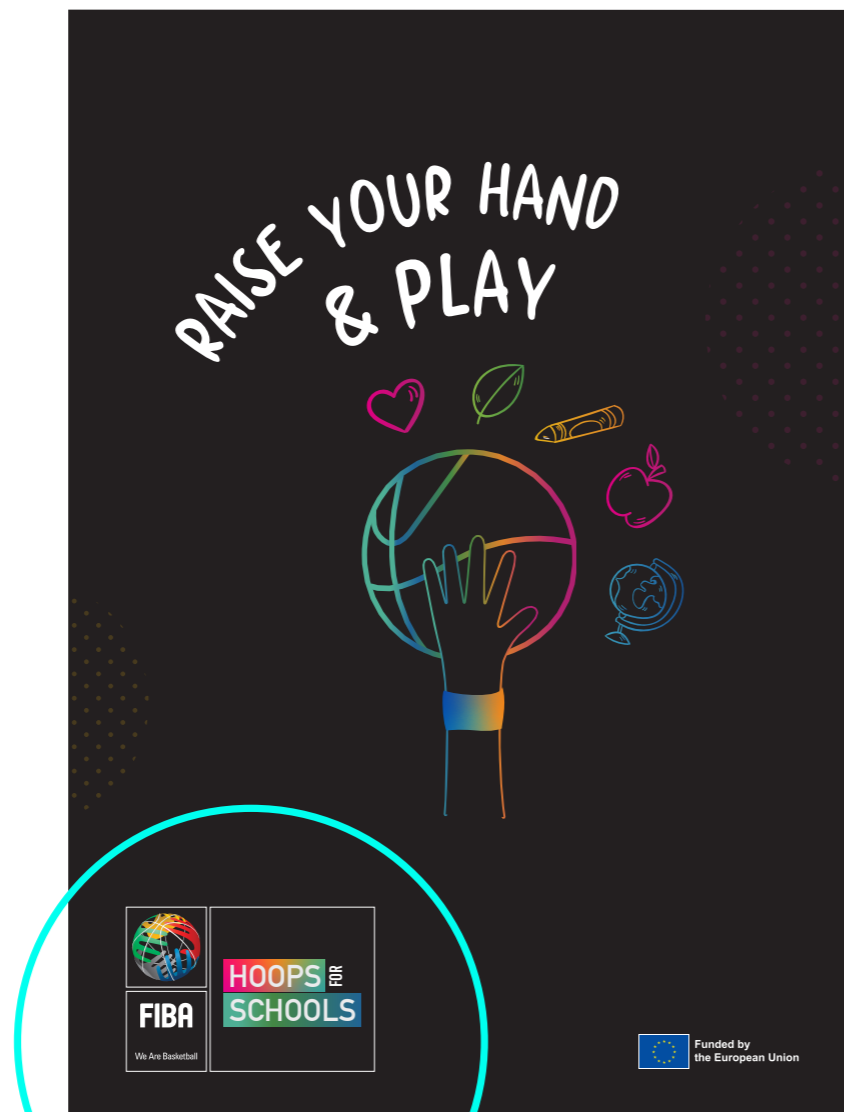 RAISE YOUR HAND
& PLAY
HOOPS FOR
SCHOOLS
FIBA
We Are Basketball
Funded by
the European Union